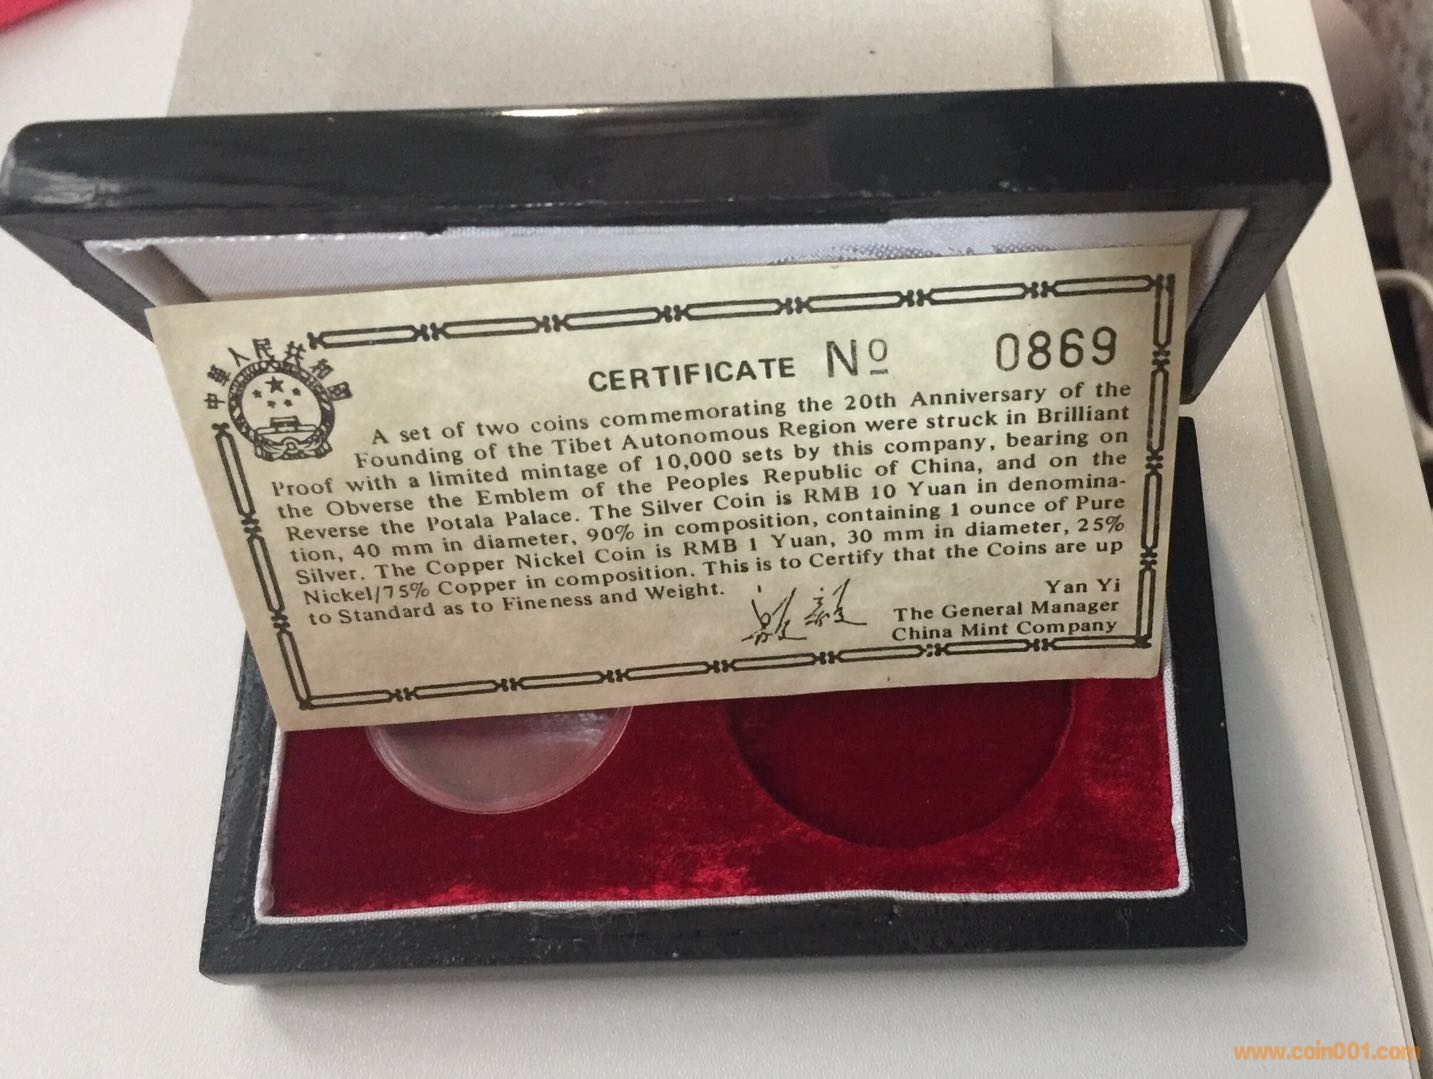 中华人民共和国
CERTIFICATE Nº 0869
A set of two coins commemorating the 20th Anniversary of the
Founding of the Tibet Autonomous Region were struck in Brilliant
Proof with a limited mintage of 10,000 sets by this company, bearing on
the Obverse the Emblem of the Peoples Republic of China, and on the
Reverse the Potala Palace. The Silver Coin is RMB 10 Yuan in denomina-
tion, 40 mm in diameter, 90% in composition, containing 1 ounce of Pure
Silver. The Copper Nickel Coin is RMB 1 Yuan, 30 mm in diameter, 25%
Nickel/75% Copper in composition. This is to Certify that the Coins are up
to Standard as to Fineness and Weight.
Yan Yi
The General Manager
China Mint Company
www.coin001.com